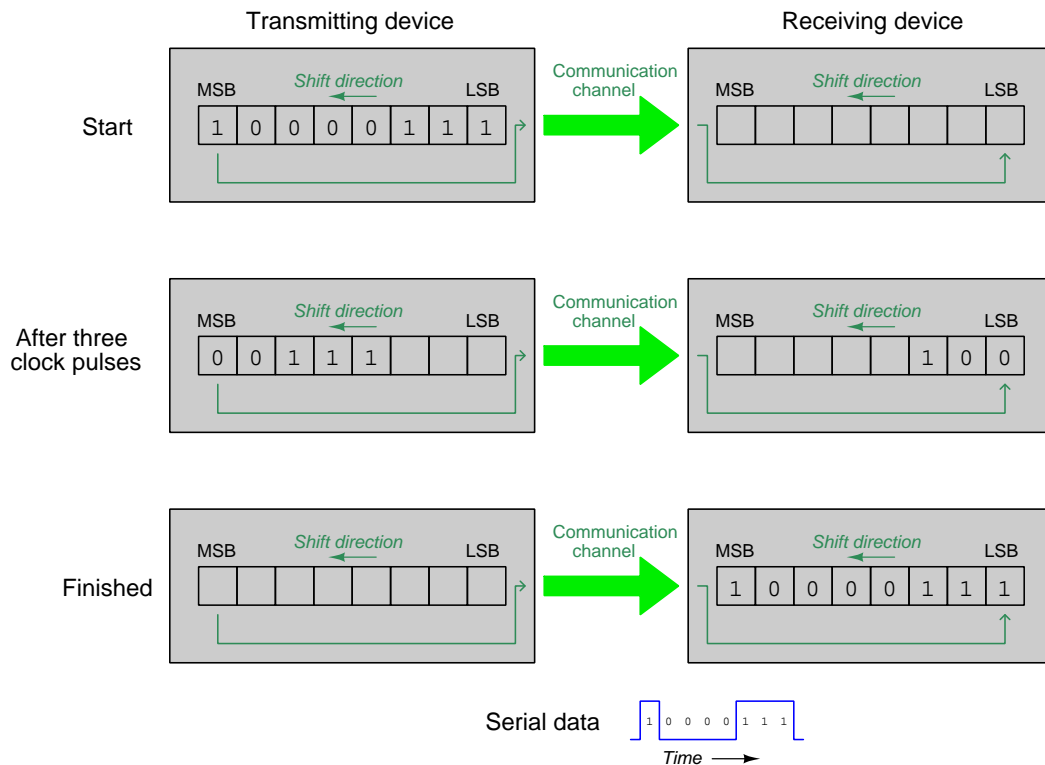 Transmitting device
Receiving device
Start
MSB
Shift direction
LSB
1 0 0 0 0 1 1 1
Communication
channel
MSB
Shift direction
LSB
After three
clock pulses
MSB
Shift direction
LSB
0 0 1 1 1
Communication
channel
MSB
Shift direction
LSB
1 0 0
Finished
MSB
Shift direction
LSB
Communication
channel
MSB
Shift direction
LSB
1 0 0 0 0 1 1 1
Serial data
1 0 0 0 0 1 1 1
Time